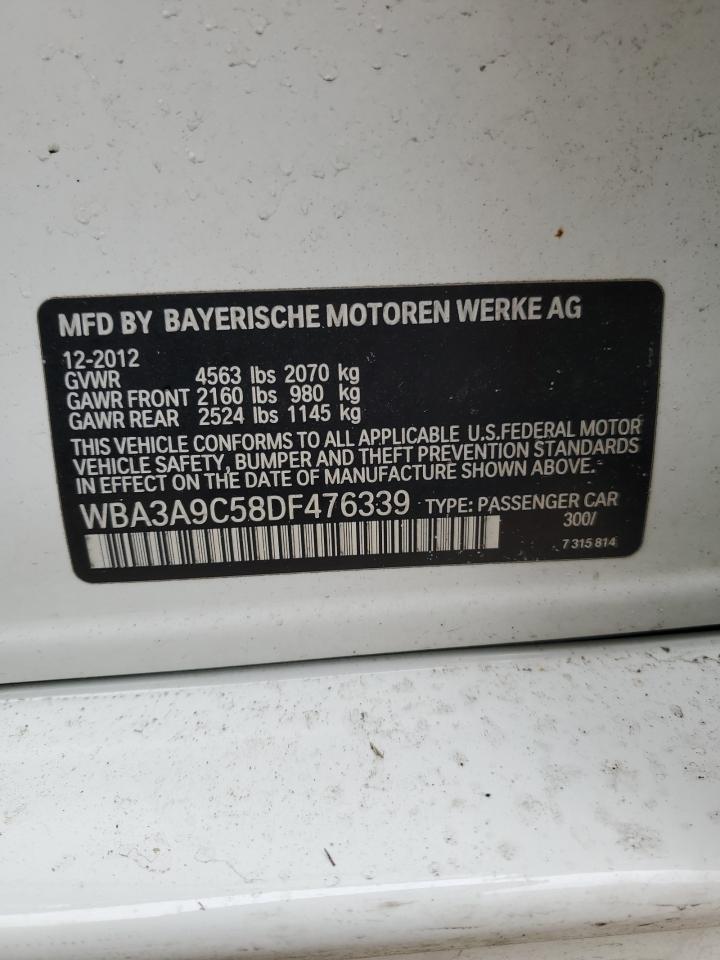 MFD BY BAYERISCHE MOTOREN WERKE AG
12-2012
GVWR 4563 lbs 2070 kg
GAWR FRONT 2160 lbs 980 kg
GAWR REAR 2524 lbs 1145 kg
THIS VEHICLE CONFORMS TO ALL APPLICABLE U.S.FEDERAL MOTOR
VEHICLE SAFETY, BUMPER AND THEFT PREVENTION STANDARDS
IN EFFECT ON THE DATE OF MANUFACTURE SHOWN ABOVE.
WBA3A9C58DF476339 TYPE: PASSENGER CAR
300/
7 315 814